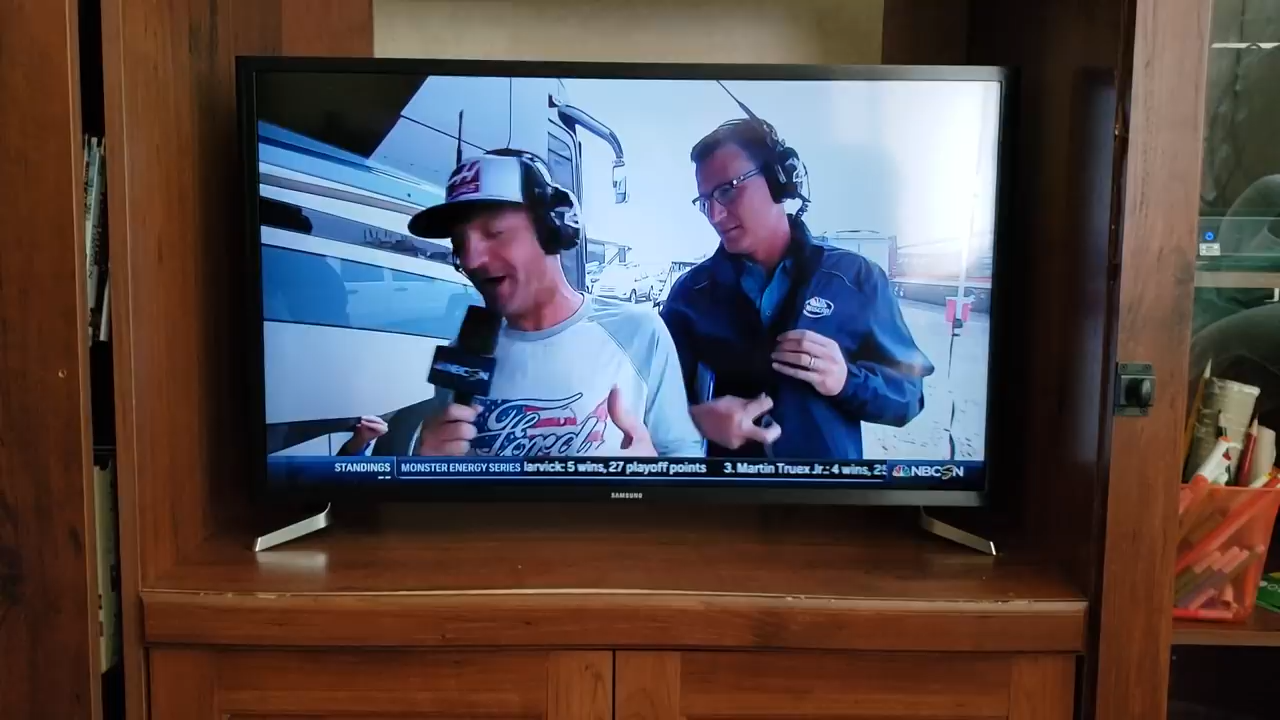 NBCSN
Ford
STANDINGS MONSTER ENERGY SERIES larvick: 5 wins, 27 playoff points 3. Martin Truex Jr.: 4 wins, 25 NBCSN
SAMSUNG